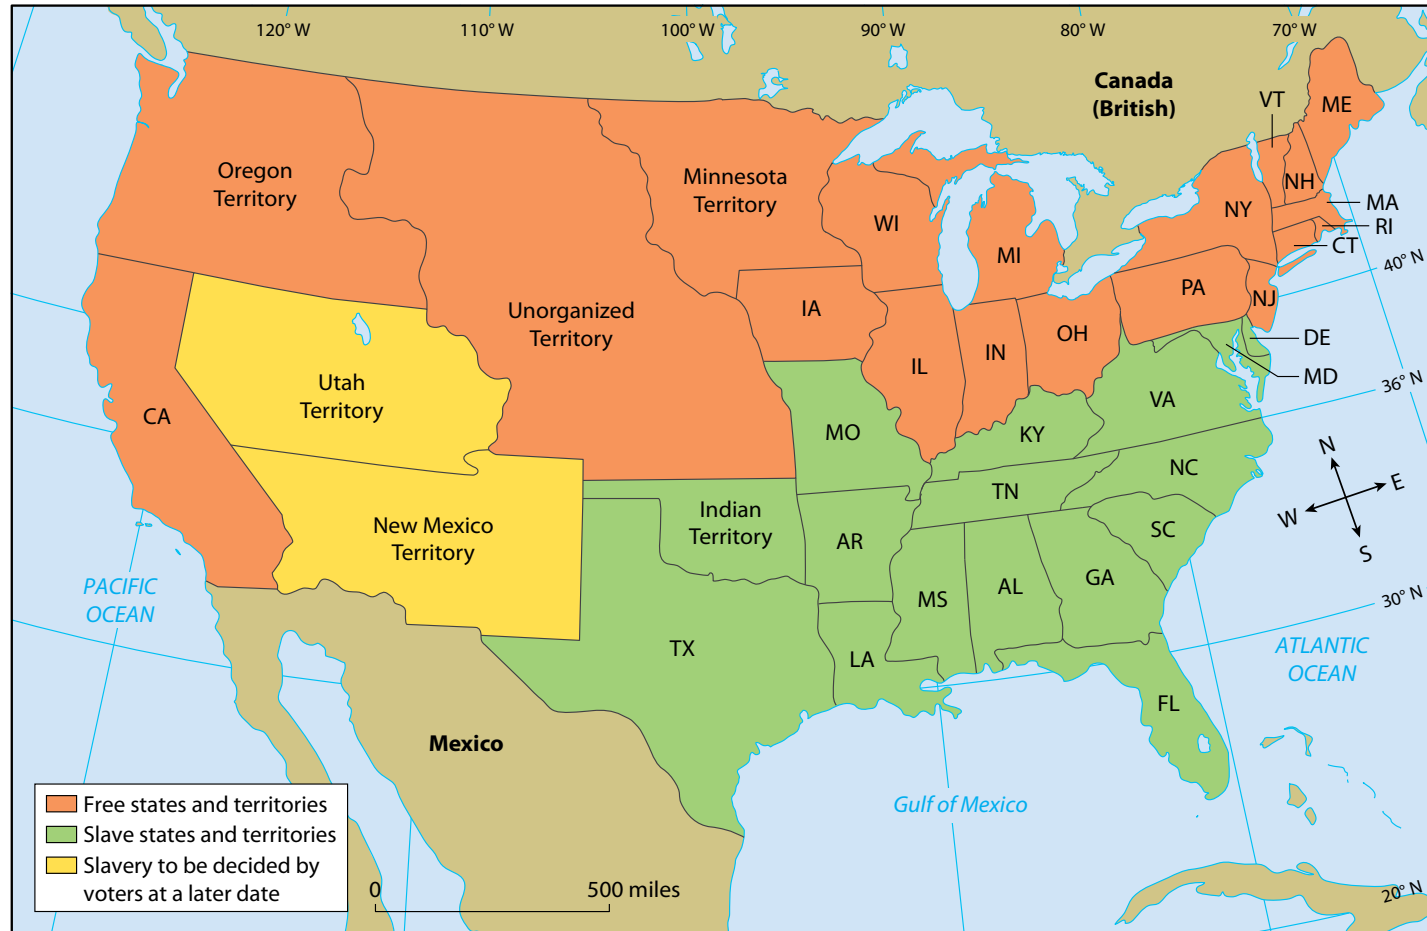 120° W
110° W
100° W
90° W
80° W
70° W
Canada
(British)
VT
ME
Oregon
Territory
Minnesota
Territory
NH
MA
WI
NY
RI
CT
MI
40° N
PA
NJ
Unorganized
Territory
IA
OH
DE
IN
IL
MD
Utah
Territory
36° N
VA
CA
MO
KY
N
NC
E
TN
W
S
Indian
Territory
New Mexico
Territory
SC
AR
GA
PACIFIC
OCEAN
AL
MS
30° N
TX
LA
ATLANTIC
OCEAN
FL
Mexico
Free states and territories
Gulf of Mexico
Slave states and territories
Slavery to be decided by
voters at a later date
0
500 miles
20° N